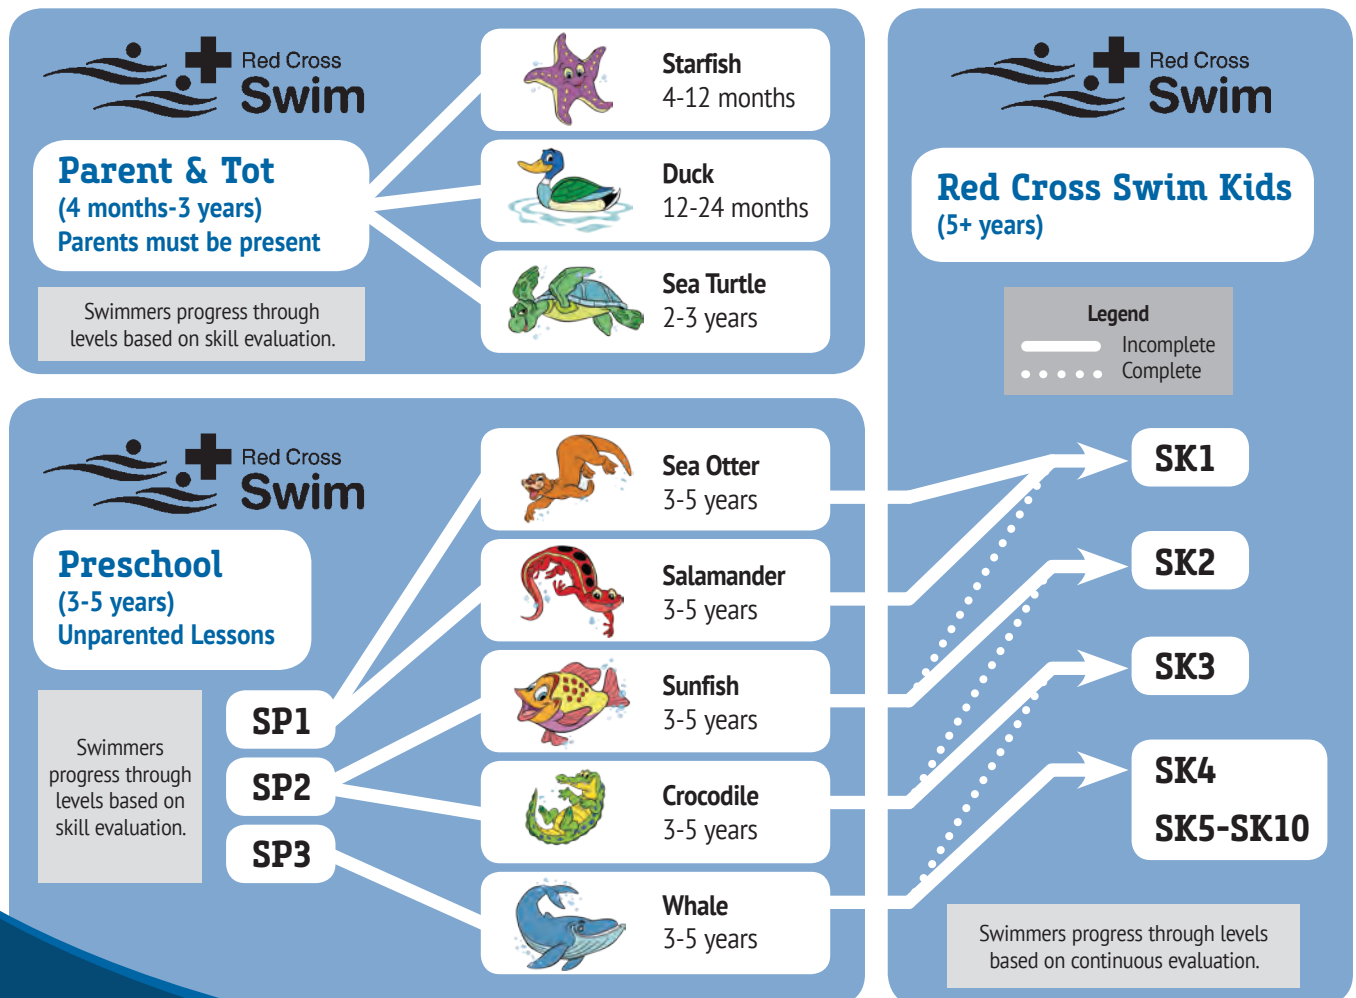 Red Cross
Swim
Parent & Tot
(4 months-3 years)
Parents must be present
Swimmers progress through
levels based on skill evaluation.
Starfish
4-12 months
Duck
12-24 months
Sea Turtle
2-3 years
Red Cross
Swim
Preschool
(3-5 years)
Unparented Lessons
Swimmers
progress through
levels based on
skill evaluation.
SP1
SP2
SP3
Sea Otter
3-5 years
Salamander
3-5 years
Sunfish
3-5 years
Crocodile
3-5 years
Whale
3-5 years
Red Cross
Swim
Red Cross Swim Kids
(5+ years)
Legend
Incomplete
Complete
SK1
SK2
SK3
SK4
SK5-SK10
Swimmers progress through levels
based on continuous evaluation.